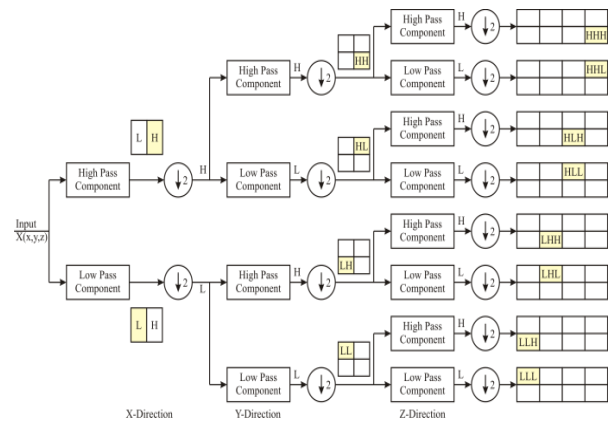 High Pass
Component
H
↓2
HHH
High Pass
Component
H
↓2
HH
Low Pass
Component
L
↓2
HHL
L H
High Pass
Component
↓2
H
High Pass
Component
H
↓2
HLH
Low Pass
Component
L
↓2
HL
Low Pass
Component
L
↓2
HLL
Input
X(x,y,z)
High Pass
Component
H
↓2
LHH
Low Pass
Component
↓2
L
High Pass
Component
H
↓2
LH
Low Pass
Component
L
↓2
LHL
L H
High Pass
Component
H
↓2
LLH
Low Pass
Component
L
↓2
LL
Low Pass
Component
L
↓2
LLL
X-Direction Y-Direction Z-Direction